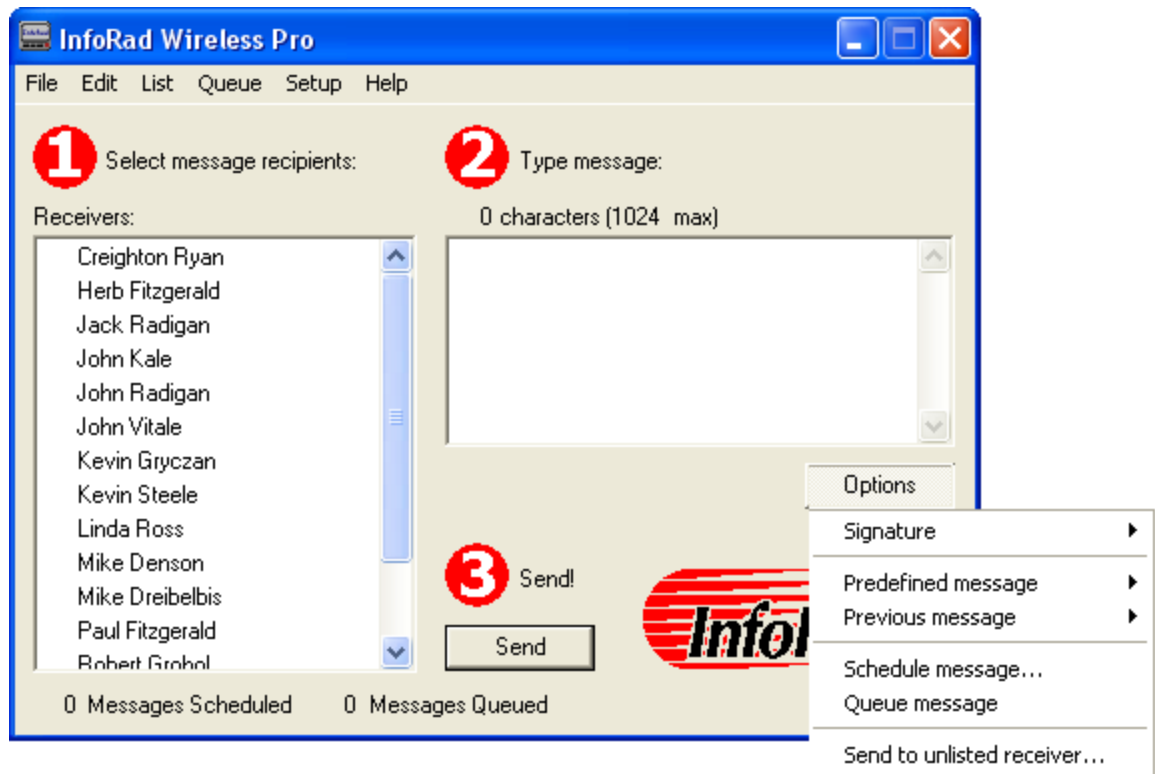 InfoRad Wireless Pro
File Edit List Queue Setup Help
1 Select message recipients:
2 Type message:
Receivers:
0 characters (1024 max)
Creighton Ryan
Herb Fitzgerald
Jack Radigan
John Kale
John Radigan
John Vitale
Kevin Gryczan
Kevin Steele
Linda Ross
Mike Denson
Mike Dreibelbis
Paul Fitzgerald
Robert Grohol
Options
Signature
Predefined message
Previous message
Schedule message...
Queue message
Send to unlisted receiver...
3 Send!
Send
0 Messages Scheduled 0 Messages Queued